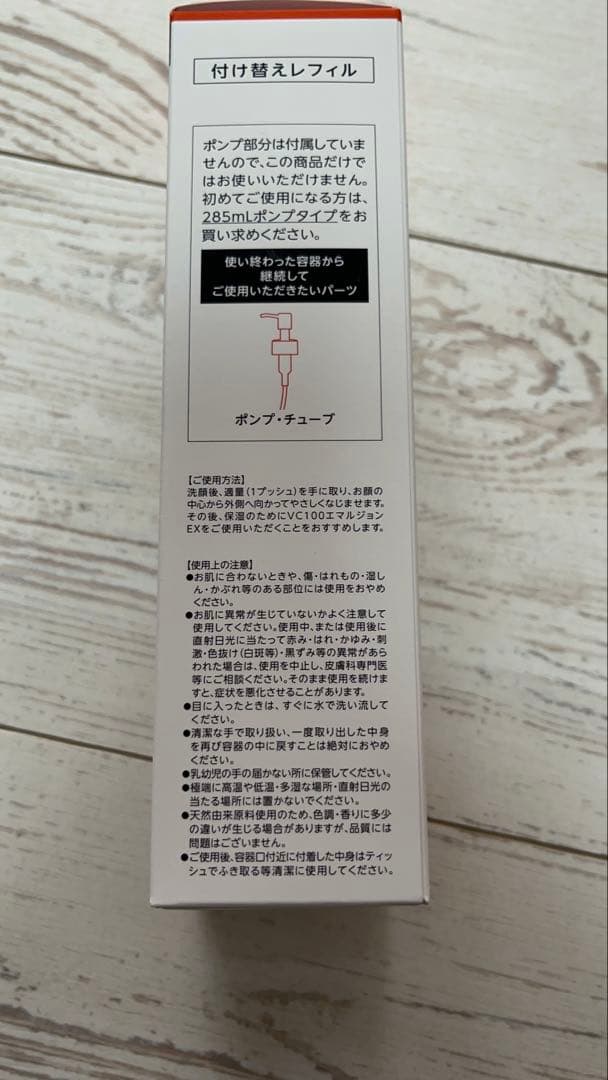 付け替えレフィル
ポンプ部分は付属していま
せんので、この商品だけで
はお使いいただけません。
初めてご使用になる方は、
285mLポンプタイプをお
買い求めください。
使い終わった容器から
継続して
ご使用いただきたいパーツ
ポンプ・チューブ
【ご使用方法】
洗顔後、適量(1プッシュ)を手に取り、お顔の
中心から外側へ向かってやさしくなじませます。
その後、保湿のためにVC100エマルジョン
EXをご使用いただくことをおすすめします。
【使用上の注意】
●お肌に合わないときや、傷・はれもの・湿し
ん・かぶれ等のある部位には使用をおやめ
ください。
●お肌に異常が生じていないかよく注意して
使用してください。使用中、または使用後に
直射日光に当たって赤み・はれ・かゆみ・刺
激・色抜け(白斑等)・黒ずみ等の異常があら
われた場合は、使用を中止し、皮膚科専門医
等にご相談ください。そのまま使用を続けま
すと、症状を悪化させることがあります。
●目に入ったときは、すぐに水で洗い流して
ください。
●清潔な手で取り扱い、一度取り出した中身
を再び容器の中に戻すことは絶対におやめ
ください。
●乳幼児の手の届かない所に保管してください。
●極端に高温や低温・多湿な場所・直射日光の
当たる場所には置かないでください。
●天然由来原料使用のため、色調・香りに多少
の違いが生じる場合がありますが、品質には
問題はございません。
●ご使用後、容器口付近に付着した中身はティッ
シュでふき取る等清潔に使用してください。